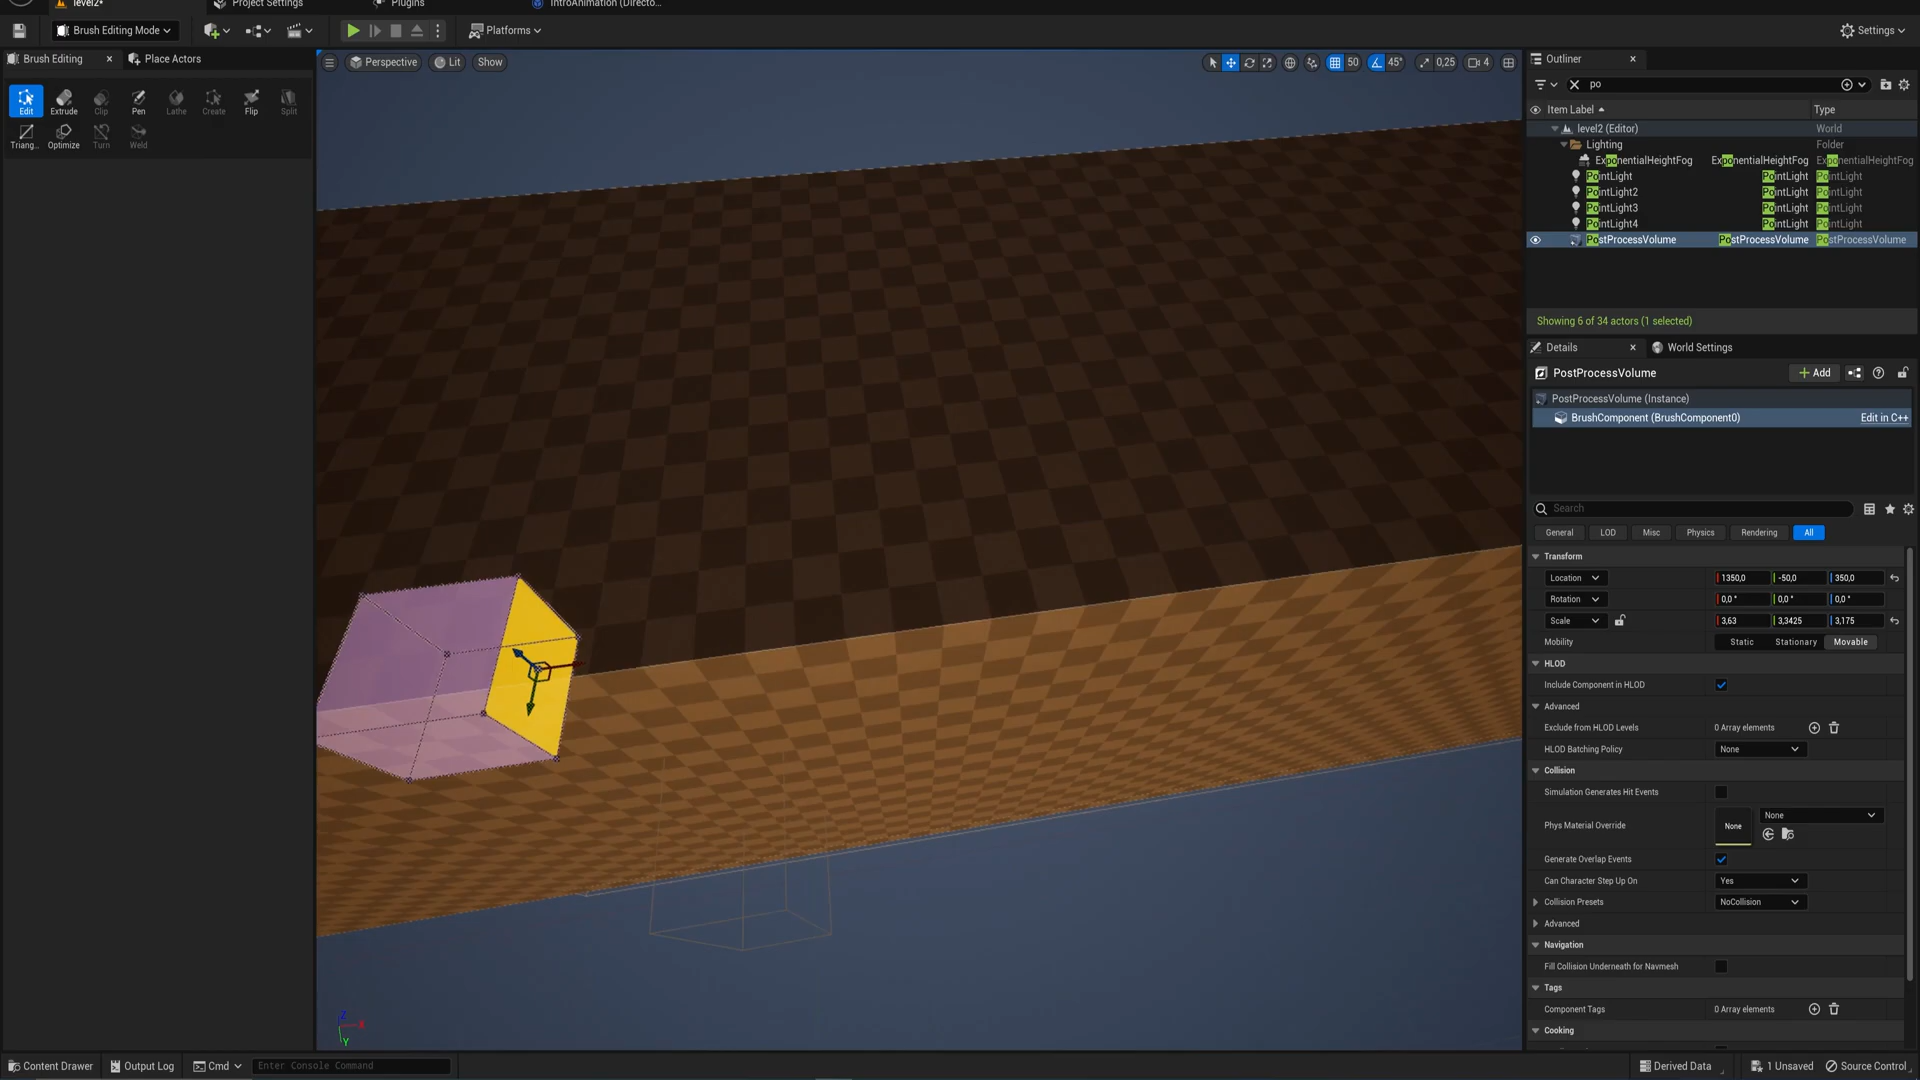 level2*
Project Settings
Plugins
IntroAnimation (Directo...
Brush Editing Mode
Platforms
Settings
Brush Editing
Place Actors
Edit
Extrude
Clip
Pen
Lathe
Create
Flip
Split
Triang..
Optimize
Turn
Weld
Perspective
Lit
Show
50
45°
0,25
4
Outliner
po
Item Label
Type
level2 (Editor)
World
Lighting
Folder
ExponentialHeightFog
ExponentialHeightFog
ExponentialHeightFog
PointLight
PointLight
PointLight
PointLight2
PointLight
PointLight
PointLight3
PointLight
PointLight
PointLight4
PointLight
PointLight
PostProcessVolume
PostProcessVolume
PostProcessVolume
Showing 6 of 34 actors (1 selected)
Details
World Settings
PostProcessVolume
Add
PostProcessVolume (Instance)
BrushComponent (BrushComponent0)
Edit in C++
Search
General
LOD
Misc
Physics
Rendering
All
Transform
Location
1350,0
-50,0
350,0
Rotation
0,0 °
0,0 °
0,0 °
Scale
3,63
3,3425
3,175
Mobility
Static
Stationary
Movable
HLOD
Include Component in HLOD
Advanced
Exclude from HLOD Levels
0 Array elements
HLOD Batching Policy
None
Collision
Simulation Generates Hit Events
Phys Material Override
None
None
Generate Overlap Events
Can Character Step Up On
Yes
Collision Presets
NoCollision
Advanced
Navigation
Fill Collision Underneath for Navmesh
Tags
Component Tags
0 Array elements
Cooking
Z
X
Y
Content Drawer
Output Log
Cmd
Enter Console Command
Derived Data
1 Unsaved
Source Control